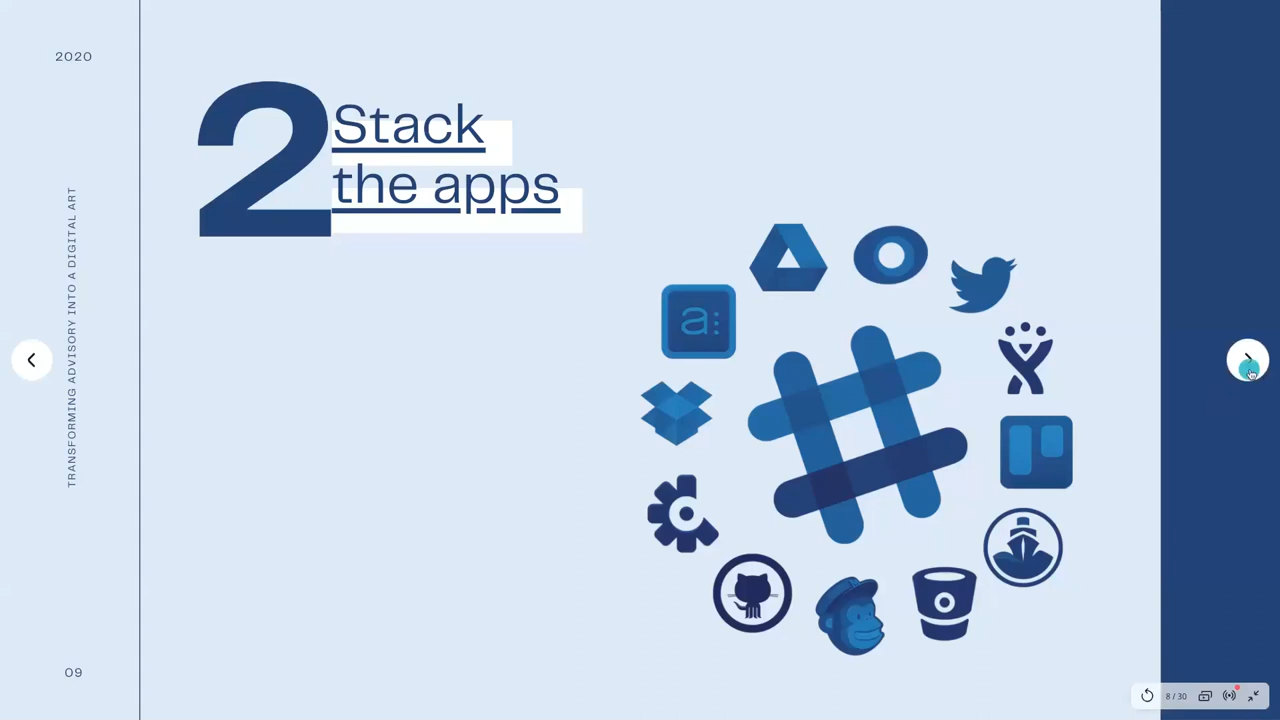 2020
2
Stack
the apps
a:
TRANSFORMING ADVISORY INTO A DIGITAL ART
09
8 / 30